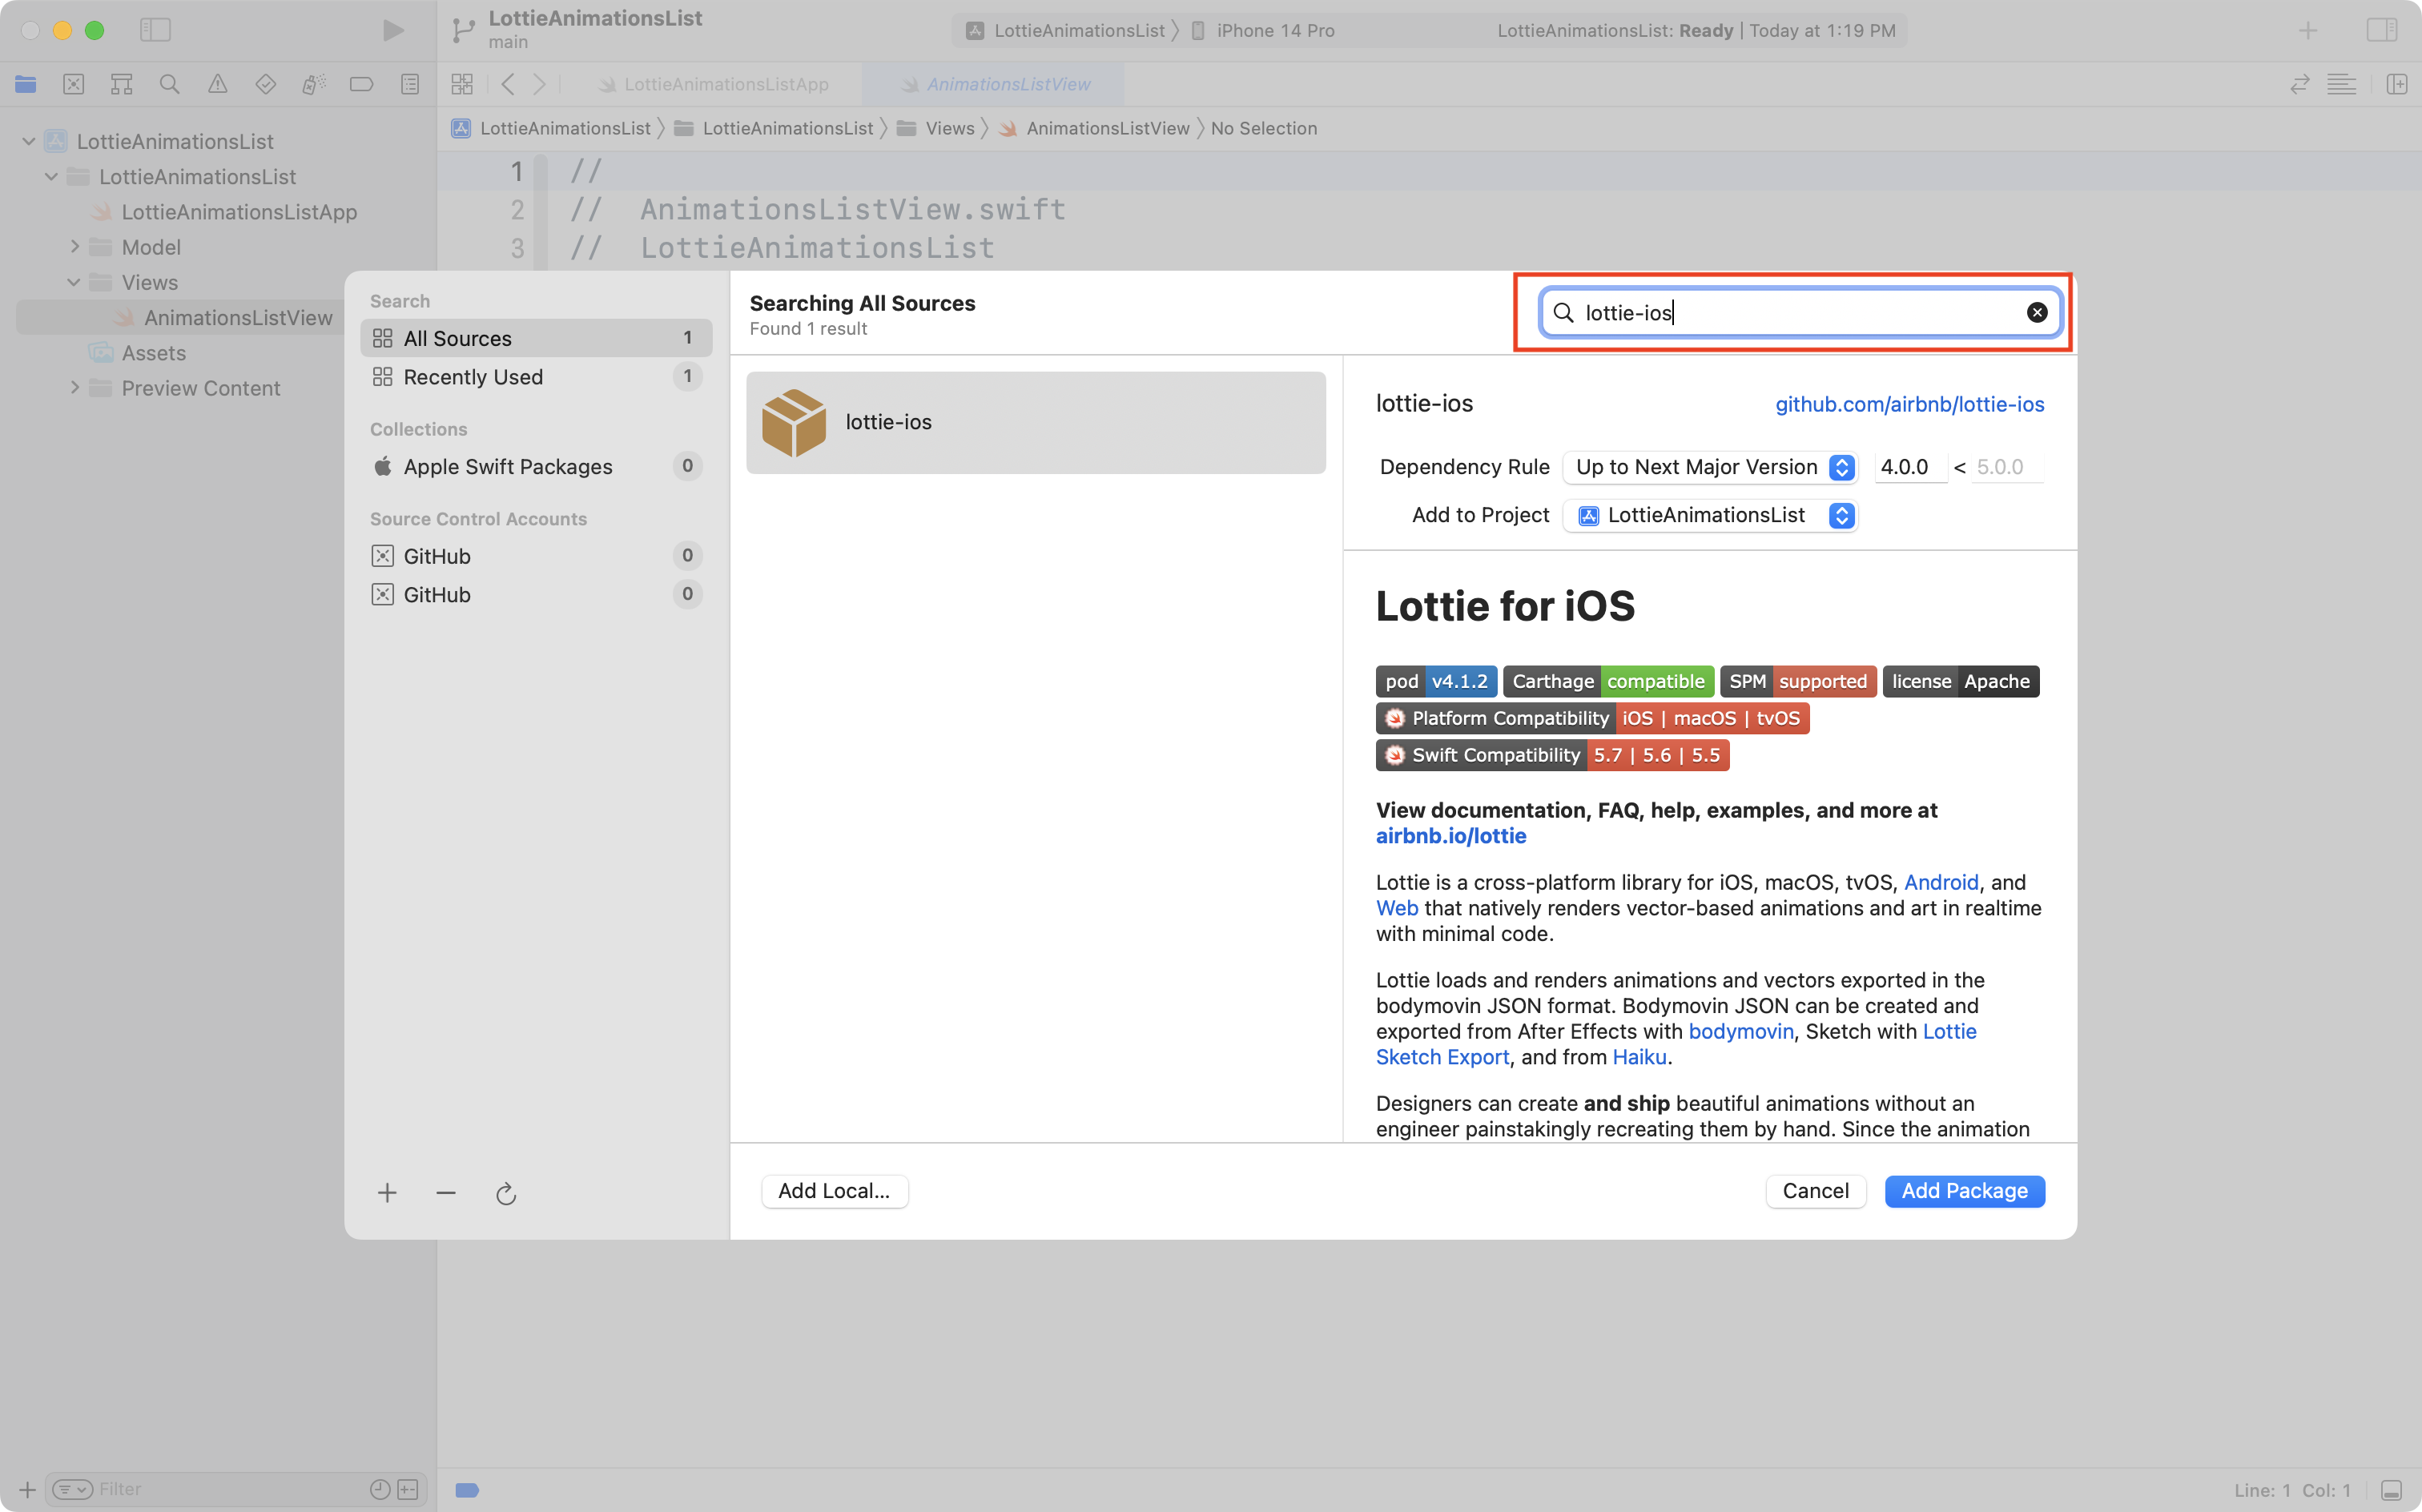 LottieAnimationsList
main
LottieAnimationsList
iPhone 14 Pro
LottieAnimationsList: Ready | Today at 1:19 PM
LottieAnimationsListApp
AnimationsListView
LottieAnimationsList
LottieAnimationsList
Views
AnimationsListView
No Selection
LottieAnimationsList
LottieAnimationsList
LottieAnimationsListApp
Model
Views
AnimationsListView
Assets
Preview Content
1 //
2 // AnimationsListView.swift
3 // LottieAnimationsList
Search
All Sources 1
Recently Used 1
Collections
Apple Swift Packages 0
Source Control Accounts
GitHub 0
GitHub 0
Searching All Sources
Found 1 result
lottie-ios
lottie-ios
lottie-ios github.com/airbnb/lottie-ios
Dependency Rule Up to Next Major Version 4.0.0 < 5.0.0
Add to Project LottieAnimationsList
Lottie for iOS
pod v4.1.2 Carthage compatible SPM supported license Apache
Platform Compatibility iOS | macOS | tvOS
Swift Compatibility 5.7 | 5.6 | 5.5
View documentation, FAQ, help, examples, and more at
airbnb.io/lottie
Lottie is a cross-platform library for iOS, macOS, tvOS, Android, and
Web that natively renders vector-based animations and art in realtime
with minimal code.
Lottie loads and renders animations and vectors exported in the
bodymovin JSON format. Bodymovin JSON can be created and
exported from After Effects with bodymovin, Sketch with Lottie
Sketch Export, and from Haiku.
Designers can create and ship beautiful animations without an
engineer painstakingly recreating them by hand. Since the animation
Add Local...
Cancel
Add Package
Filter
Line: 1 Col: 1